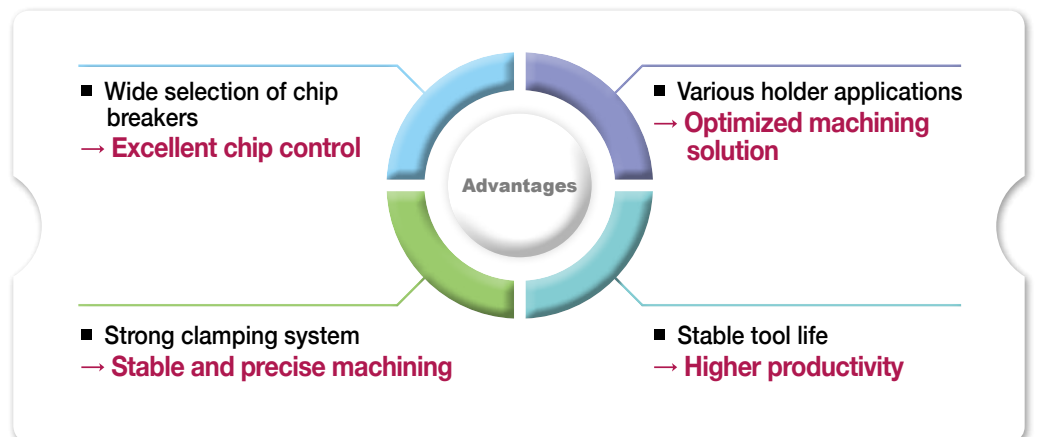 ■ Wide selection of chip
breakers
→ Excellent chip control
■ Various holder applications
→ Optimized machining
solution
Advantages
■ Strong clamping system
→ Stable and precise machining
■ Stable tool life
→ Higher productivity